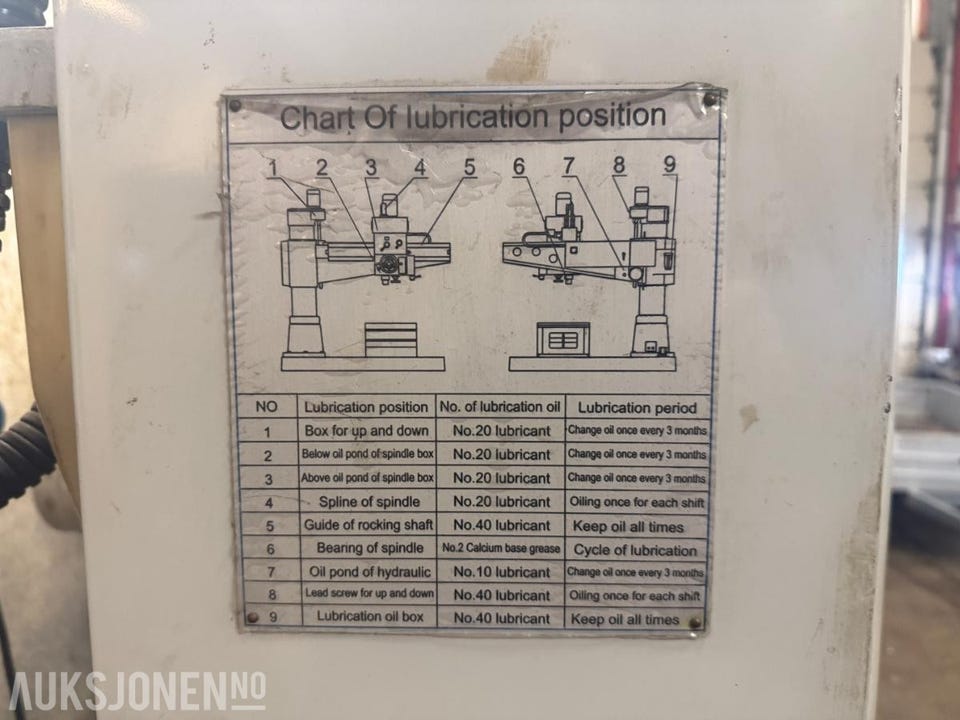 Chart Of lubrication position
1 2 3 4 5 6 7 8 9
NO Lubrication position No. of lubrication oil Lubrication period
1 Box for up and down No.20 lubricant Change oil once every 3 months
2 Below oil pond of spindle box No.20 lubricant Change oil once every 3 months
3 Above oil pond of spindle box No.20 lubricant Change oil once every 3 months
4 Spline of spindle No.20 lubricant Oiling once for each shift
5 Guide of rocking shaft No.40 lubricant Keep oil all times
6 Bearing of spindle No.2 Calcium base grease Cycle of lubrication
7 Oil pond of hydraulic No.10 lubricant Change oil once every 3 months
8 Lead screw for up and down No.40 lubricant Oiling once for each shift
9 Lubrication oil box No.40 lubricant Keep oil all times
AUKSJONEN.NO